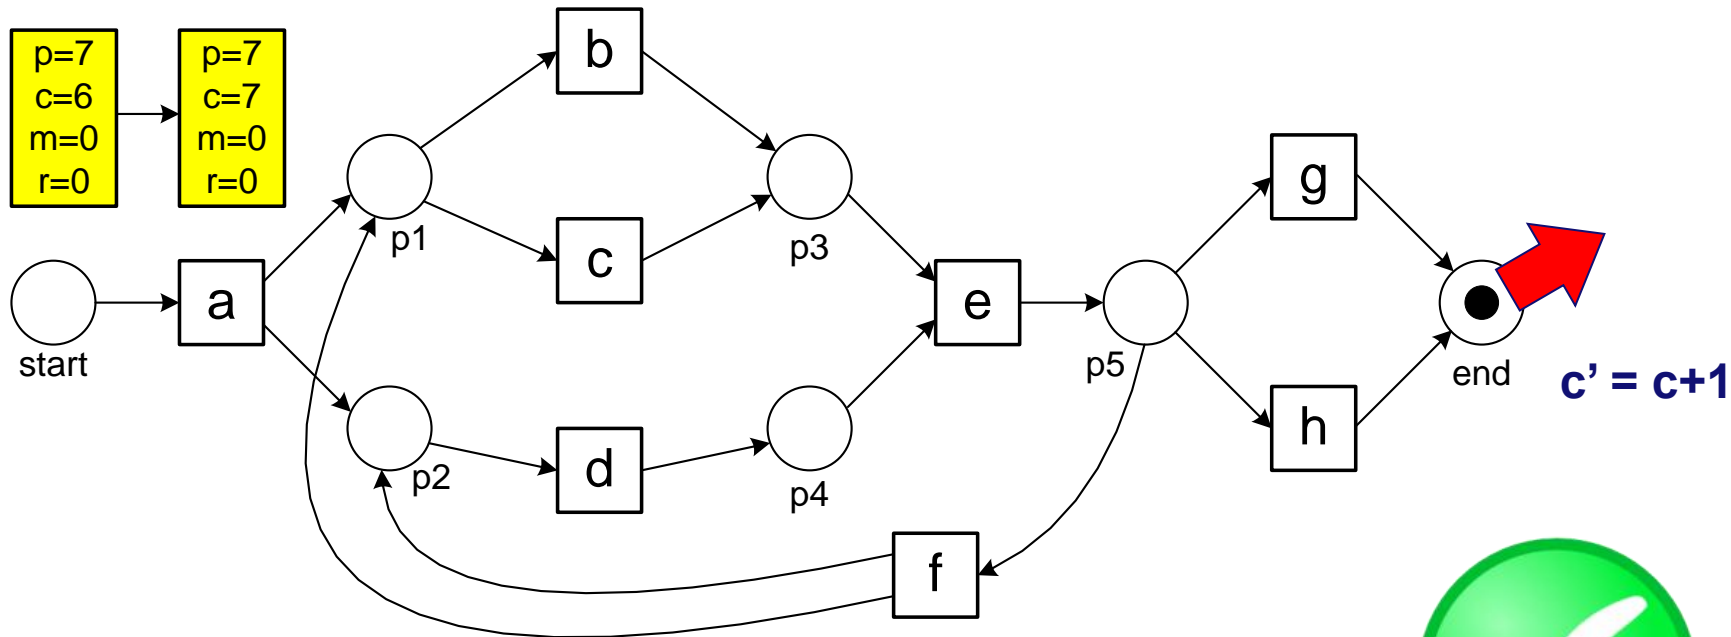 p=7
c=6
m=0
r=0
p=7
c=7
m=0
r=0
b
p1
c
p3
g
start
a
e
p5
end
c’ = c+1
p2
d
p4
h
f